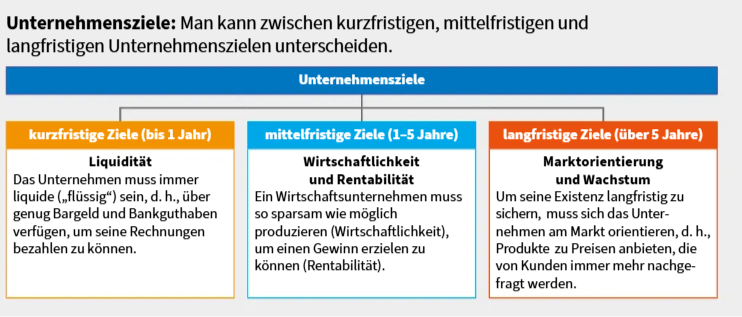 Unternehmensziele: Man kann zwischen kurzfristigen, mittelfristigen und
langfristigen Unternehmenszielen unterscheiden.
Unternehmensziele
kurzfristige Ziele (bis 1 Jahr)
Liquidität
Das Unternehmen muss immer
liquide („flüssig“) sein, d. h., über
genug Bargeld und Bankguthaben
verfügen, um seine Rechnungen
bezahlen zu können.
mittelfristige Ziele (1–5 Jahre)
Wirtschaftlichkeit
und Rentabilität
Ein Wirtschaftsunternehmen muss
so sparsam wie möglich
produzieren (Wirtschaftlichkeit),
um einen Gewinn erzielen zu
können (Rentabilität).
langfristige Ziele (über 5 Jahre)
Marktorientierung
und Wachstum
Um seine Existenz langfristig zu
sichern, muss sich das Unter-
nehmen am Markt orientieren, d. h.,
Produkte zu Preisen anbieten, die
von Kunden immer mehr nachge-
fragt werden.